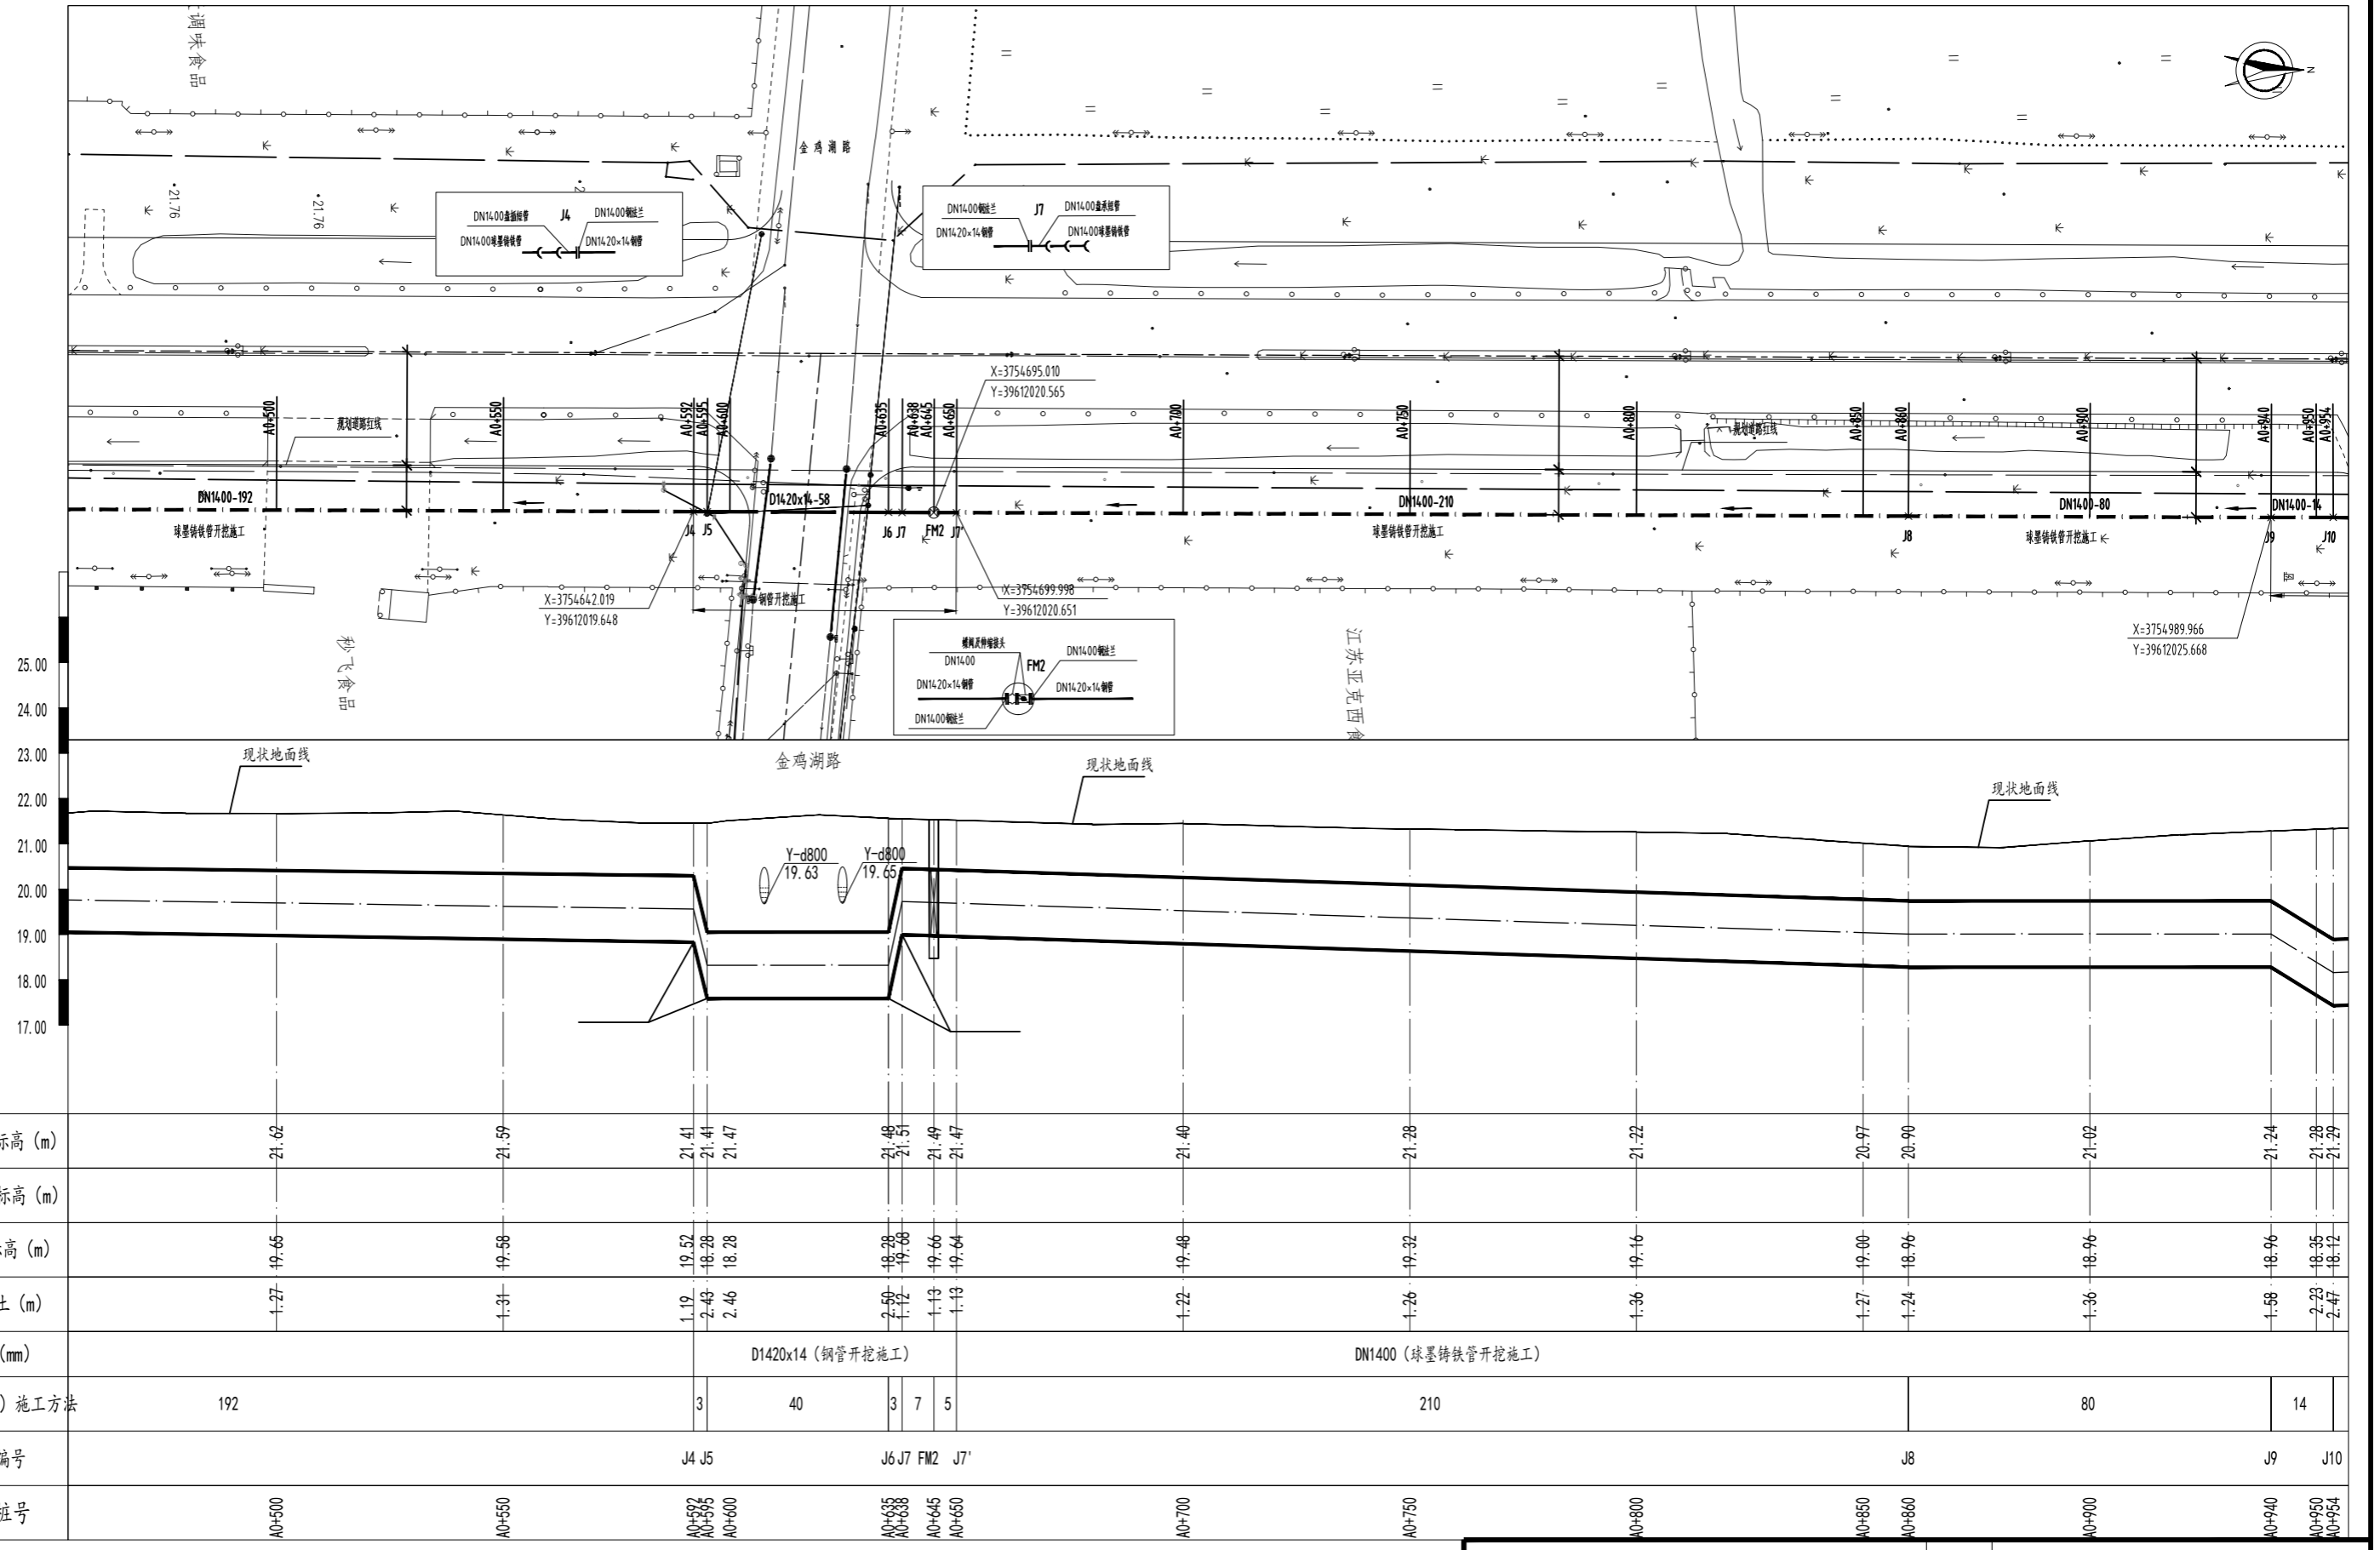 调味食品
金鸡湖路
N
21.76
21.76
2
DN1400盘插短管
J4
DN1400钢法兰
DN1400球墨铸铁管
DN1420×14钢管
DN1400钢法兰
J7
DN1400盘承短管
DN1420×14钢管
DN1400球墨铸铁管
X=3754695.010
Y=39612020.565
A0+500
A0+550
A0+592
A0+595
A0+600
A0+635
A0+638
A0+645
A0+650
A0+700
A0+750
A0+800
A0+850
A0+860
A0+900
A0+940
A0+950
A0+954
规划道路红线
规划道路红线
DN1400-192
D1420x14-58
DN1400-210
DN1400-80
DN1400-14
球墨铸铁管开挖施工
J4 J5
J6 J7
FM2
J7'
球墨铸铁管开挖施工
J8
球墨铸铁管开挖施工
J9
J10
X=3754642.019
Y=39612019.648
钢管开挖施工
X=3754699.998
Y=39612020.651
X=3754989.966
Y=39612025.668
秒飞食品
江苏亚克西食
蝶阀及伸缩接头
DN1400
FM2
DN1400钢法兰
DN1420×14钢管
DN1420×14钢管
DN1400钢法兰
25.00
24.00
23.00
22.00
21.00
20.00
19.00
18.00
17.00
金鸡湖路
现状地面线
现状地面线
现状地面线
Y-d800
19.63
Y-d800
19.65
标高(m)
21.62
21.59
21.41
21.41
21.47
21.48
21.51
21.49
21.47
21.40
21.28
21.22
20.97
20.90
21.02
21.24
21.28
21.29
标高(m)
高(m)
19.65
19.58
19.52
18.28
18.28
18.28
19.68
19.66
19.64
19.48
19.32
19.16
19.00
18.96
18.96
18.96
18.35
18.12
土(m)
1.27
1.31
1.19
2.43
2.46
2.50
1.12
1.13
1.13
1.22
1.26
1.36
1.27
1.24
1.36
1.58
2.23
2.47
(mm)
D1420x14(钢管开挖施工)
DN1400(球墨铸铁管开挖施工)
)施工方法
192
3
40
3
7
5
210
80
14
编号
J4 J5
J6 J7 FM2 J7'
J8
J9
J10
桩号
A0+500
A0+550
A0+592
A0+595
A0+600
A0+635
A0+638
A0+645
A0+650
A0+700
A0+750
A0+800
A0+850
A0+860
A0+900
A0+940
A0+950
A0+954